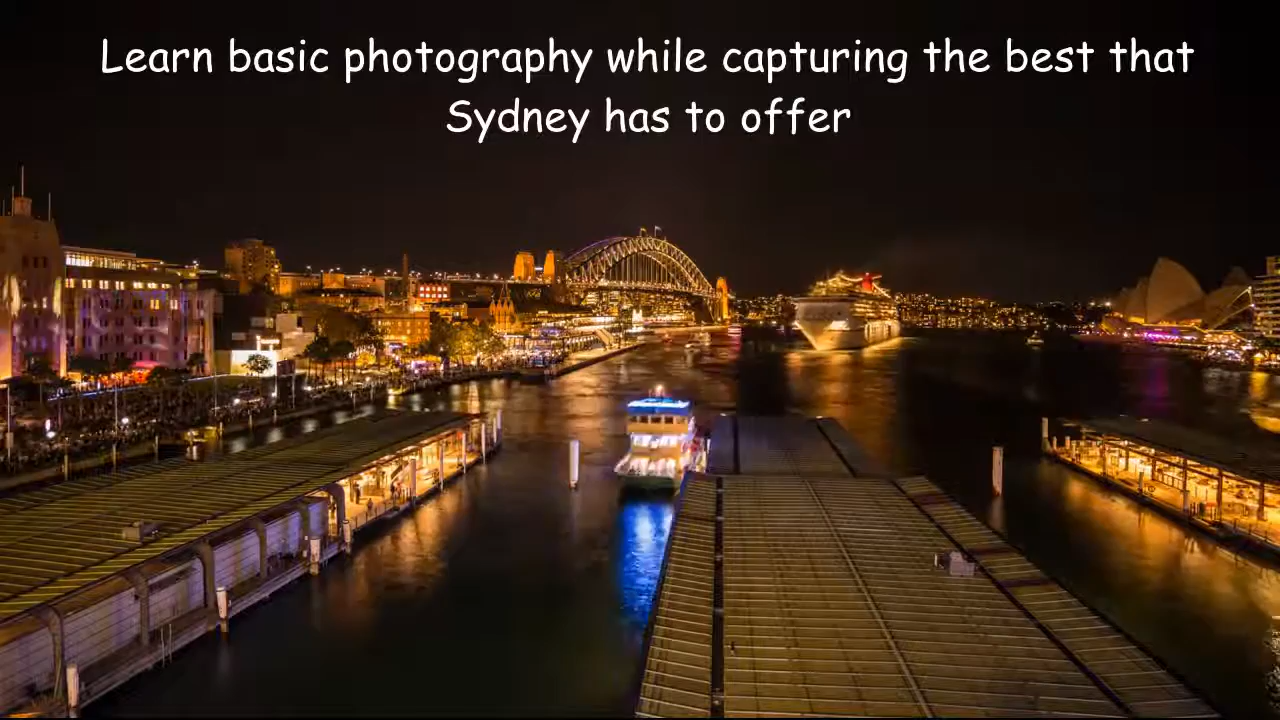 Learn basic photography while capturing the best that
Sydney has to offer